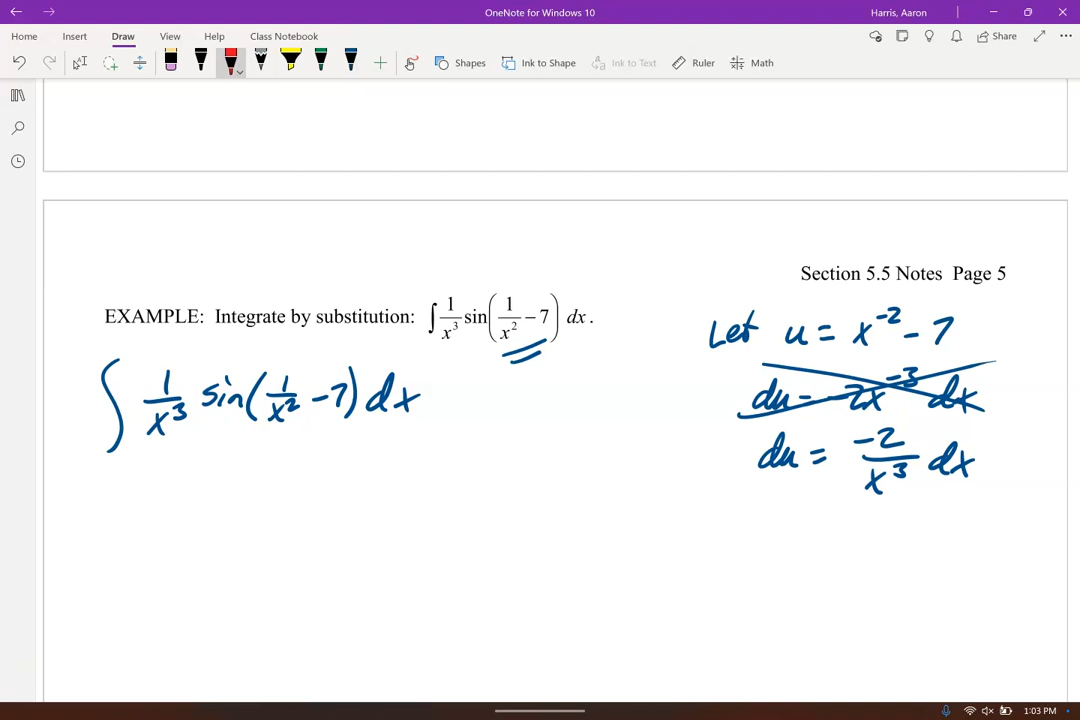 OneNote for Windows 10
Harris, Aaron
Home Insert Draw View Help Class Notebook Share
Shapes Ink to Shape Ink to Text Ruler Math
Section 5.5 Notes Page 5
EXAMPLE: Integrate by substitution: ∫ 1/x³ sin(1/x² − 7) dx.
Let u = x⁻² − 7
∫ 1/x³ sin(1/x² − 7) dx
du = −2x⁻³ dx
du = −2/x³ dx
1:03 PM